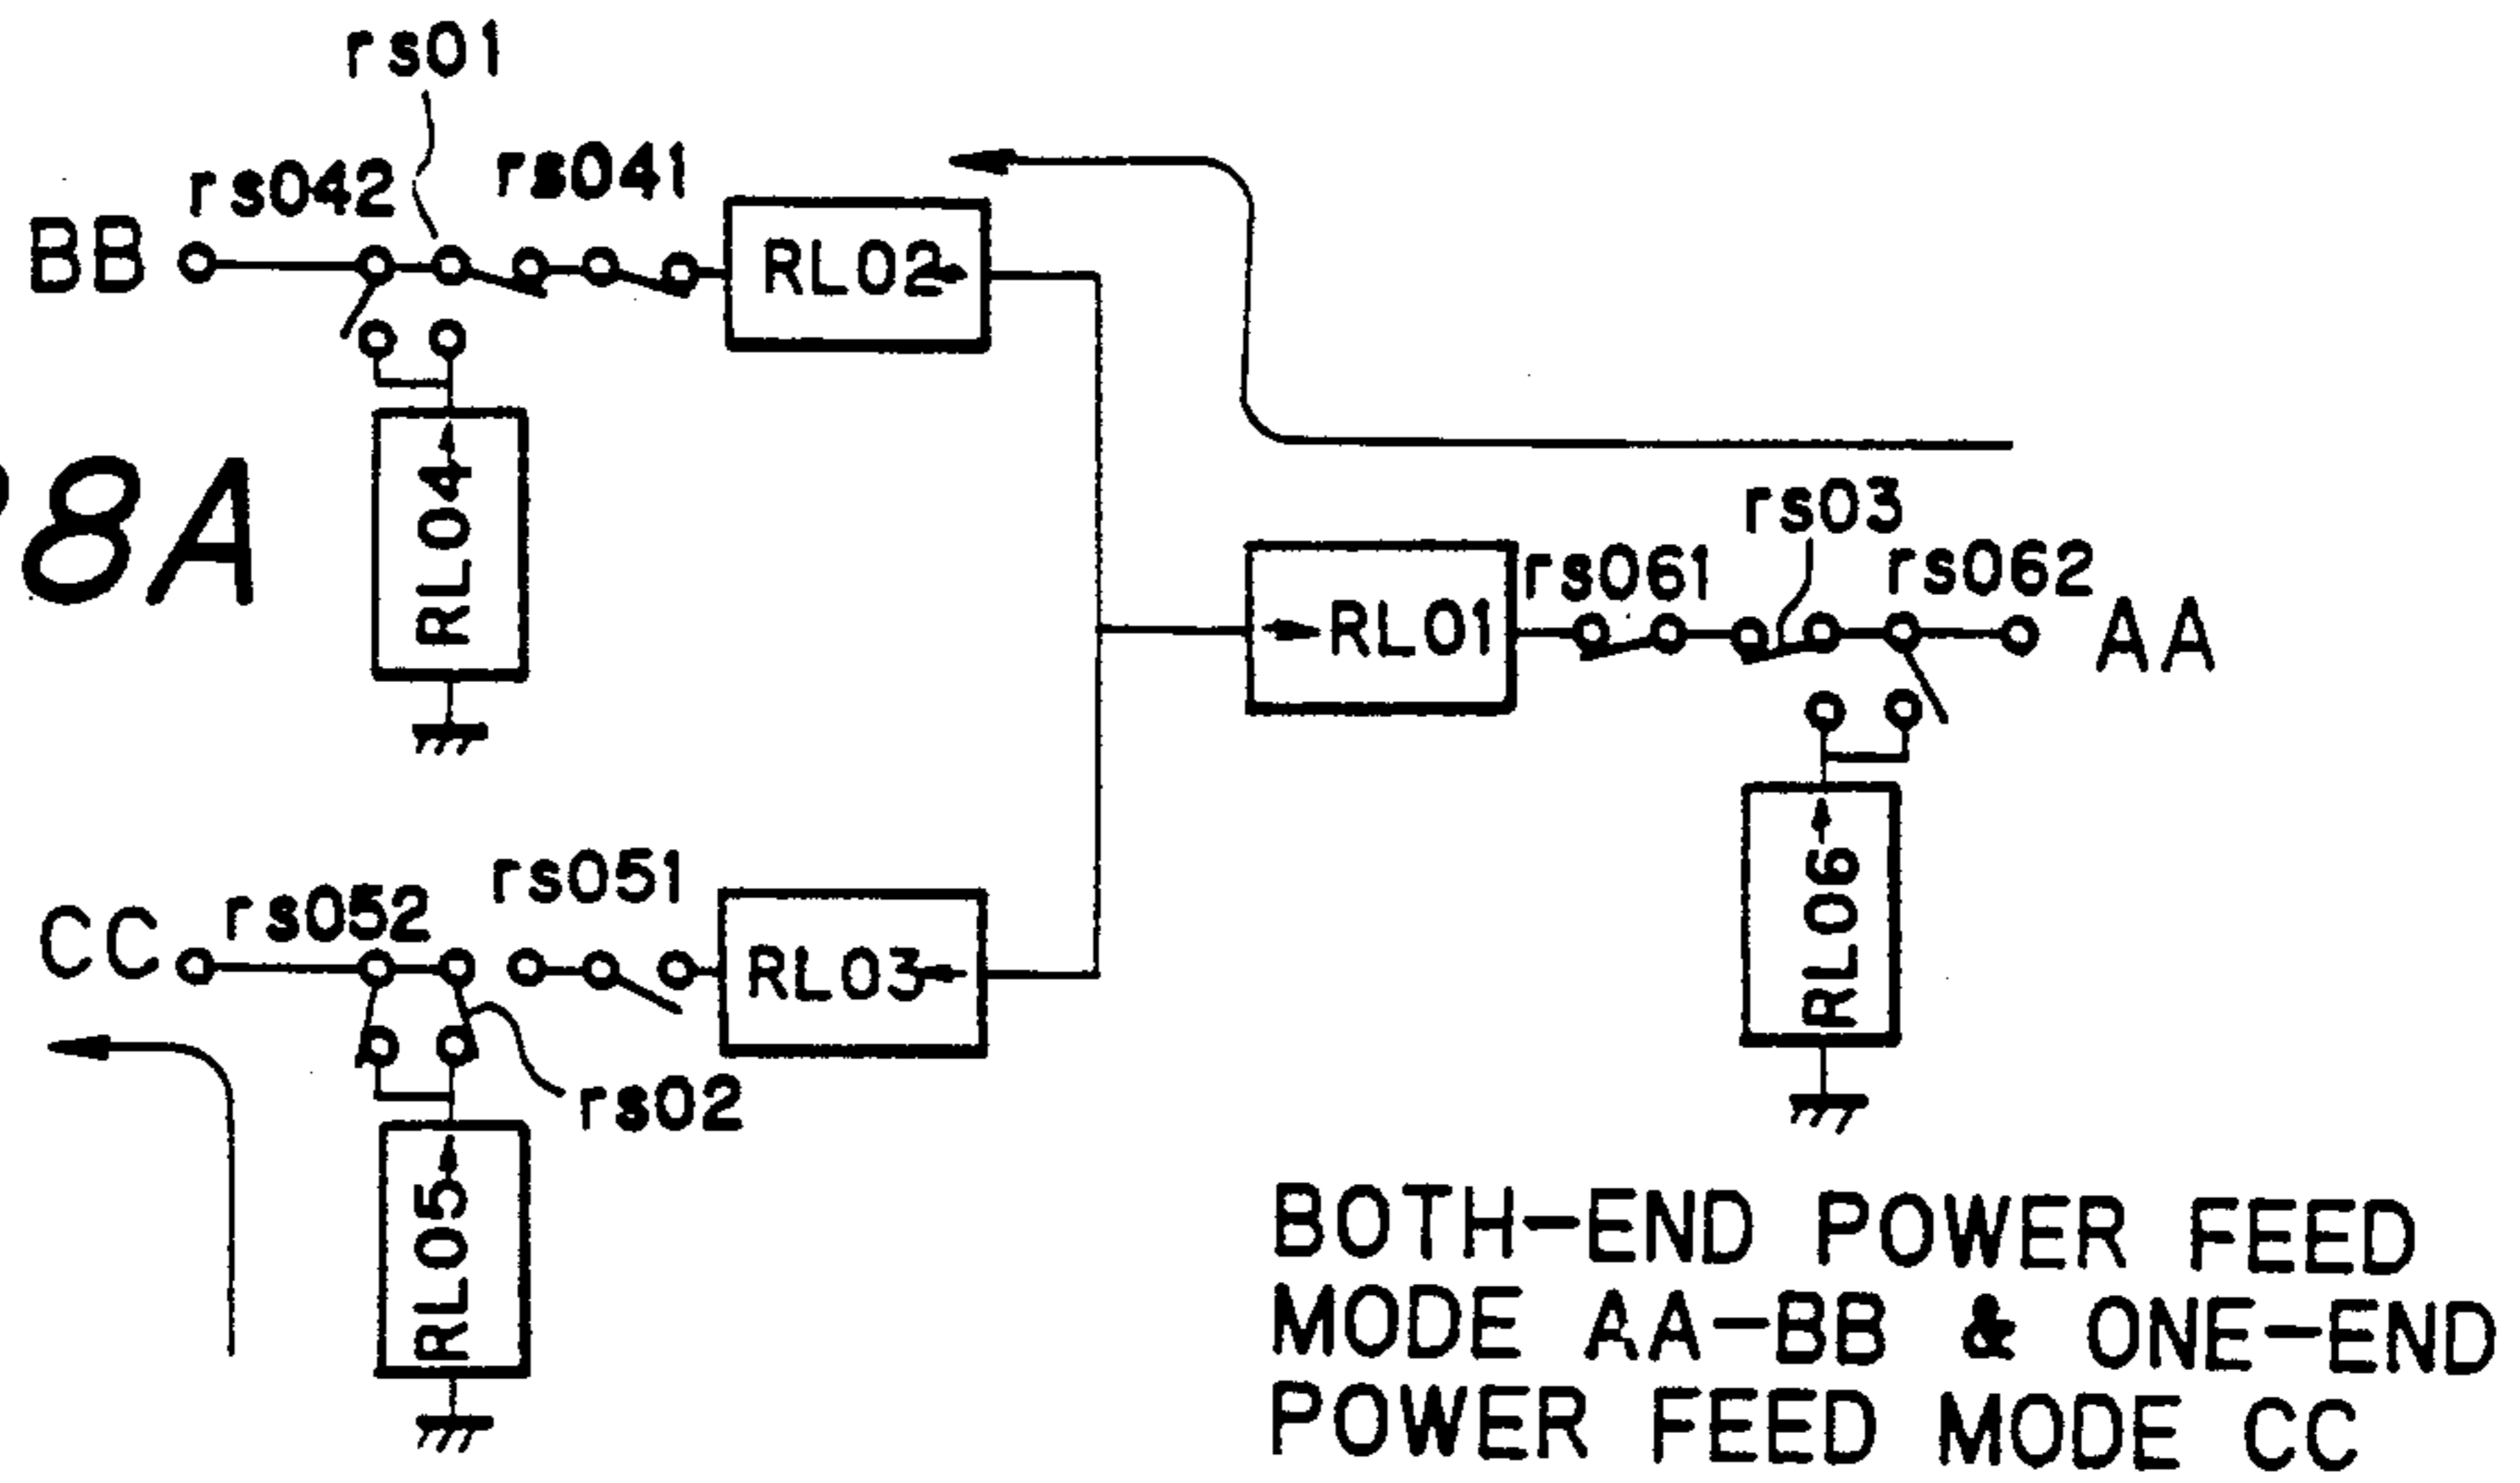 rs01
rs042
rs041
BB
RL02
8A
RL04
rs03
rs061
rs062
RL01
AA
rs051
rs052
CC
RL03
RL06
rs02
RL05
BOTH-END POWER FEED
MODE AA-BB & ONE-END
POWER FEED MODE CC